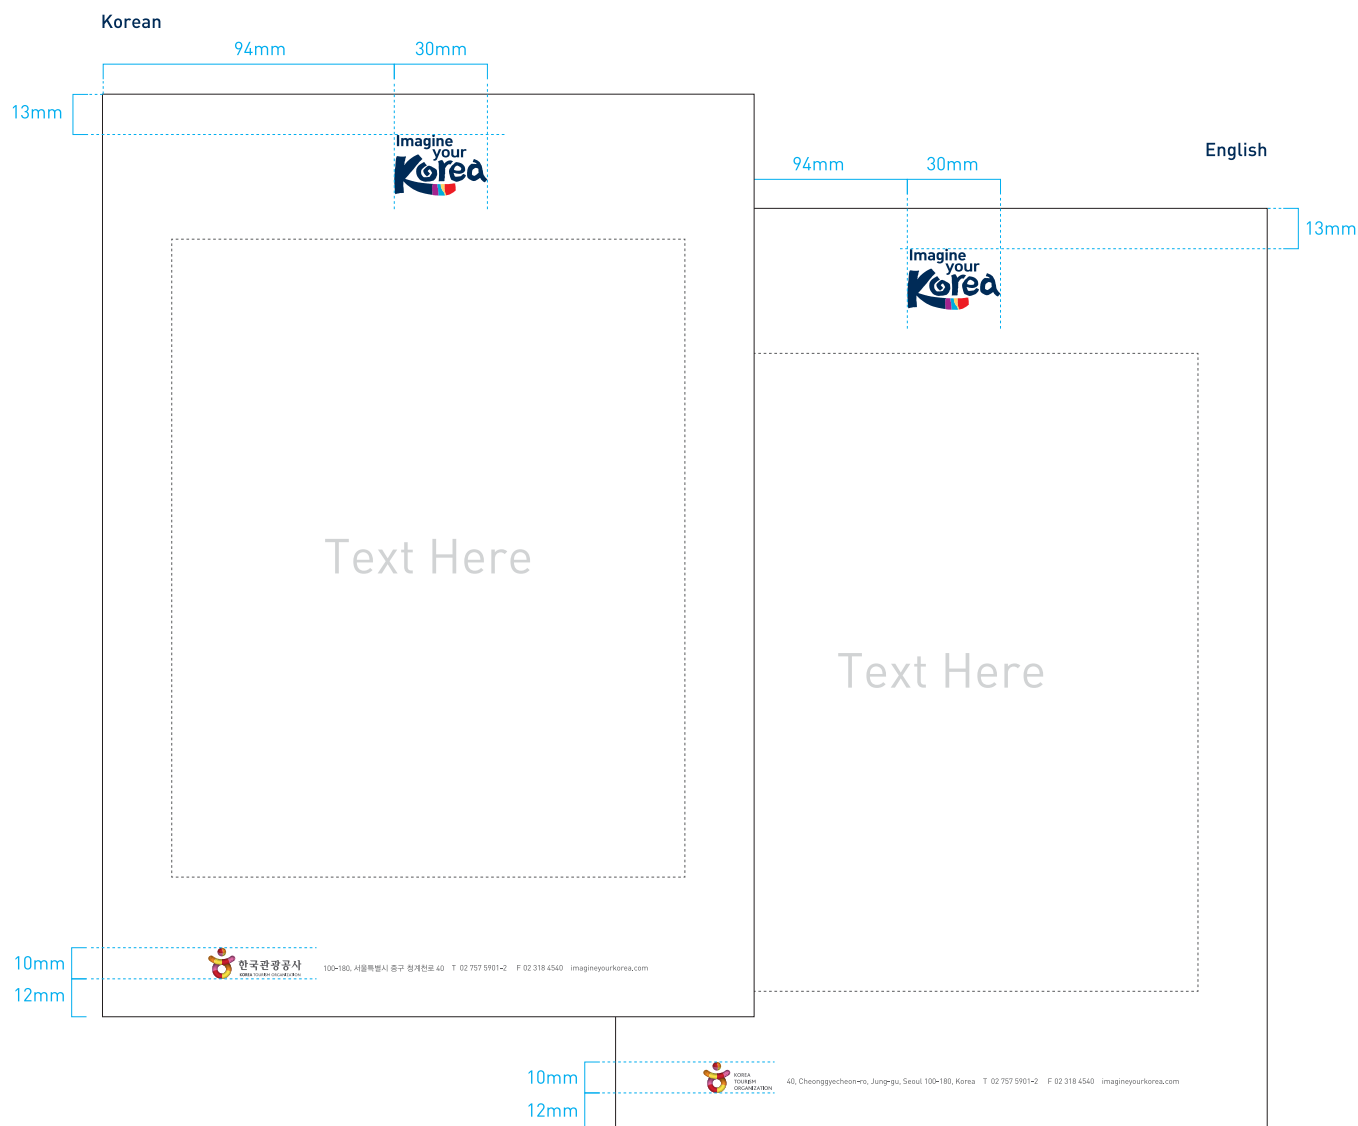 Korean
94mm
30mm
13mm
Imagine
your
Korea
Text Here
10mm
12mm
한국관광공사
KOREA TOURISM ORGANIZATION
100-180, 서울특별시 중구 청계천로 40 T 02 757 5901-2 F 02 318 4540 imagineyourkorea.com
English
94mm
30mm
13mm
Imagine
your
Korea
Text Here
10mm
12mm
KOREA
TOURISM
ORGANIZATION
40, Cheonggyecheon-ro, Jung-gu, Seoul 100-180, Korea T 02 757 5901-2 F 02 318 4540 imagineyourkorea.com